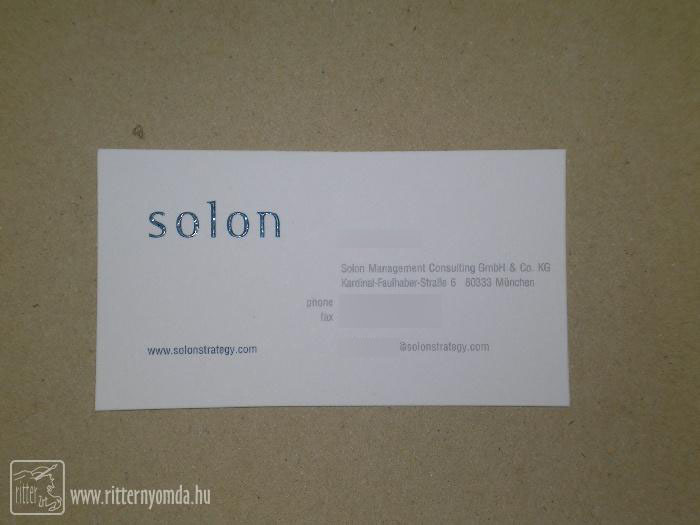 solon
Solon Management Consulting GmbH & Co. KG
Kardinal-Faulhaber-Straße 6 80333 München
phone
fax
www.solonstrategy.com
@solonstrategy.com
ritter
www.ritternyomda.hu